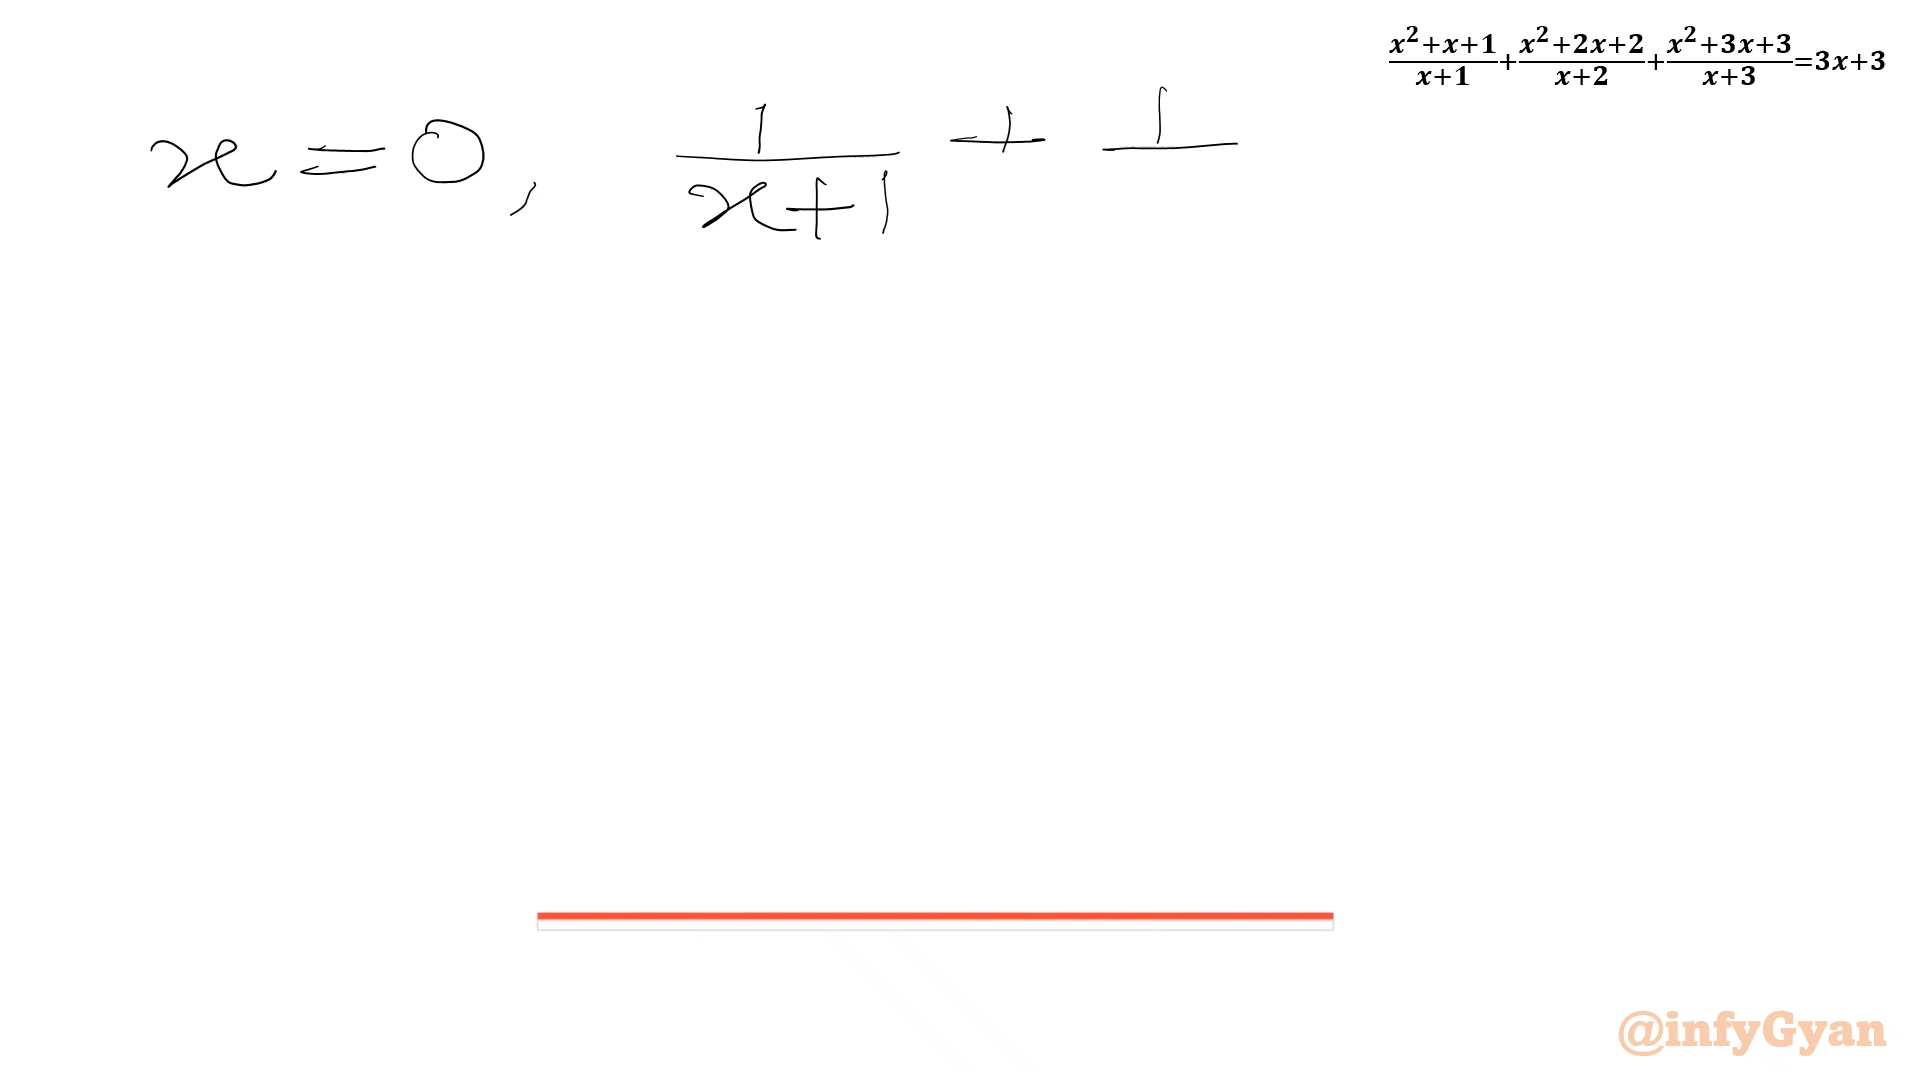 (x²+x+1)/(x+1)+(x²+2x+2)/(x+2)+(x²+3x+3)/(x+3)=3x+3
x=0, 1/(x+1) + 1/
@infyGyan